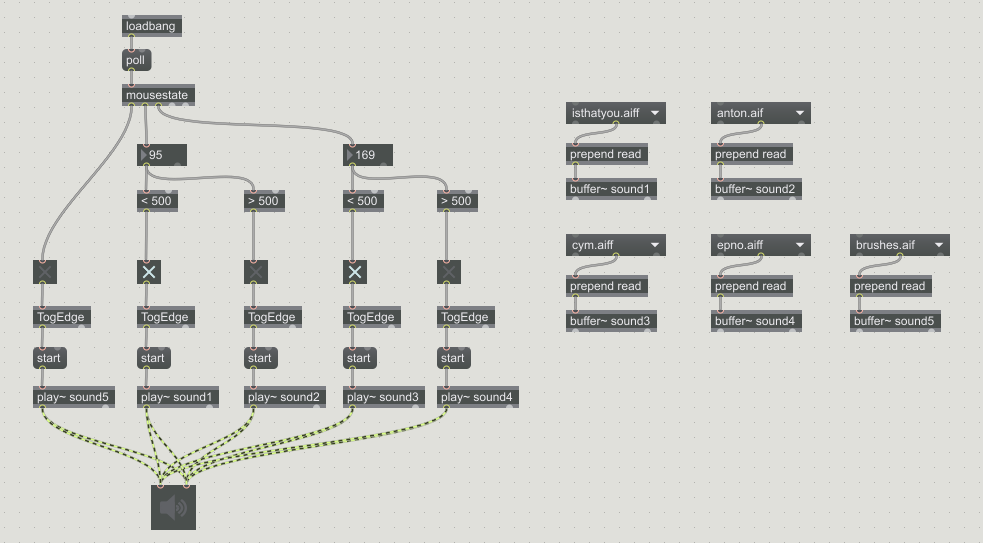 loadbang
poll
mousestate
95
169
< 500
> 500
< 500
> 500
TogEdge
TogEdge
TogEdge
TogEdge
TogEdge
start
start
start
start
start
play~ sound5
play~ sound1
play~ sound2
play~ sound3
play~ sound4
isthatyou.aiff
anton.aif
prepend read
prepend read
buffer~ sound1
buffer~ sound2
cym.aiff
epno.aiff
brushes.aif
prepend read
prepend read
prepend read
buffer~ sound3
buffer~ sound4
buffer~ sound5